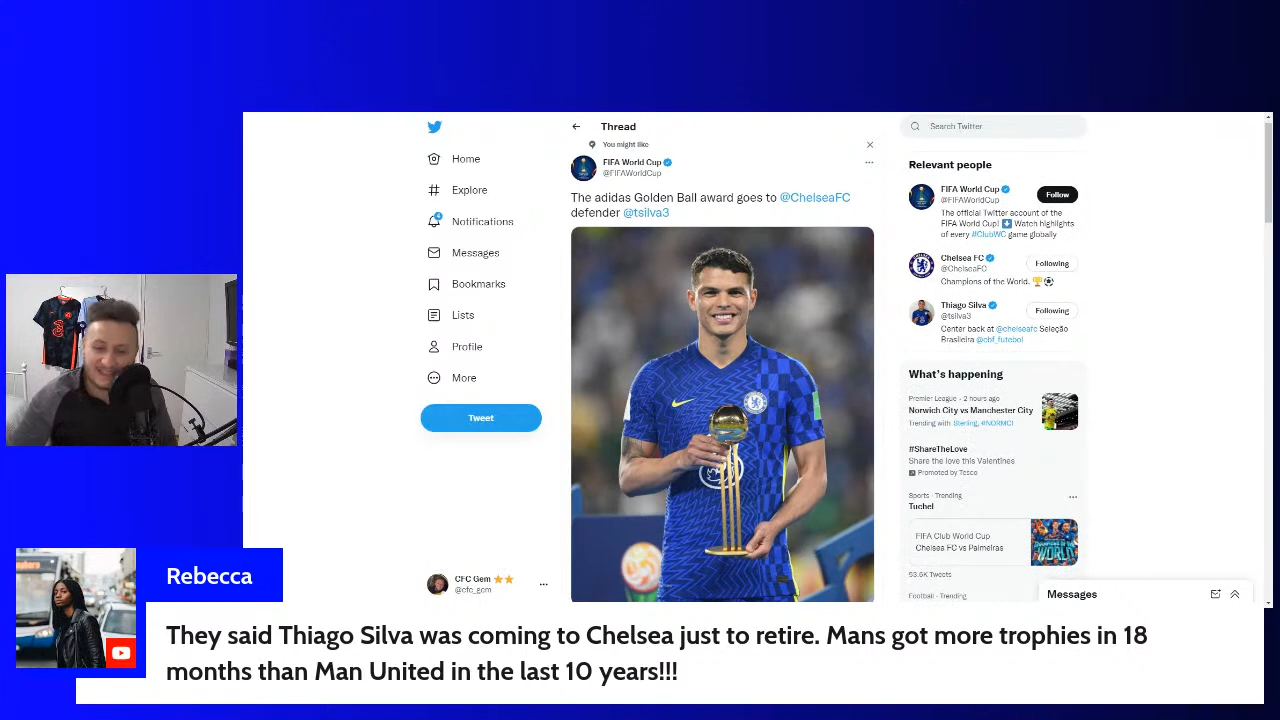 Home
Explore
4
Notifications
Messages
Bookmarks
Lists
Profile
More
Tweet
CFC Gem
@cfc_gem
Thread
You might like
FIFA World Cup
@FIFAWorldCup
The adidas Golden Ball award goes to @ChelseaFC
defender @tsilva3
Search Twitter
Relevant people
FIFA World Cup
@FIFAWorldCup
Follow
The official Twitter account of the
FIFA World Cup! Watch highlights
of every #ClubWC game globally
Chelsea FC
@ChelseaFC
Following
Champions of the World.
Thiago Silva
@tsilva3
Following
Center back at @chelseafc Seleção
Brasileira @cbf_futebol
What's happening
Premier League · 2 hours ago
Norwich City vs Manchester City
Trending with Sterling, #NORMCI
#ShareTheLove
Share the love this Valentines
Promoted by Tesco
Sports · Trending
Tuchel
FIFA Club World Cup
Chelsea FC vs Palmeiras
53.6K Tweets
Football · Trending
Messages
Rebecca
They said Thiago Silva was coming to Chelsea just to retire. Mans got more trophies in 18
months than Man United in the last 10 years!!!